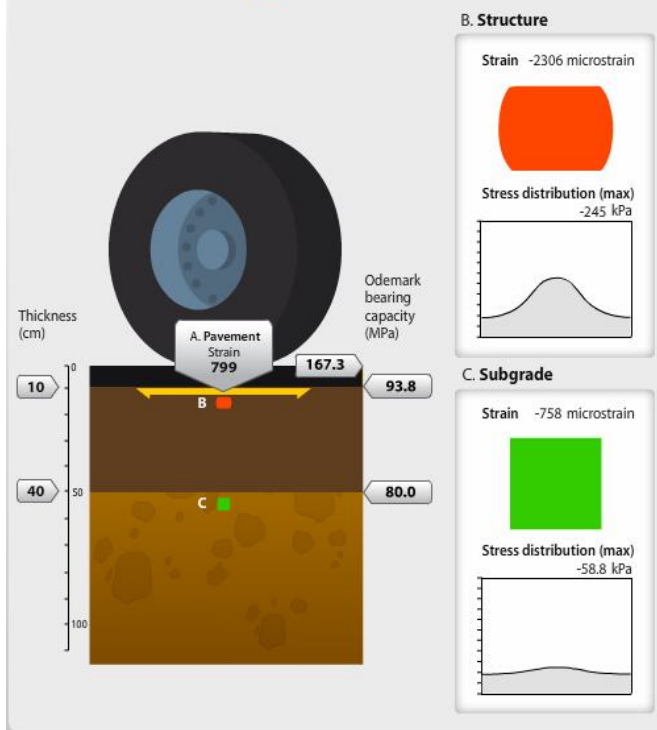 B. Structure
Strain -2306 microstrain
Stress distribution (max)
-245 kPa
Thickness
(cm)
Odemark
bearing
capacity
(MPa)
A. Pavement
Strain
799
167.3
0
10
93.8
B
40
50
80.0
C
100
C. Subgrade
Strain -758 microstrain
Stress distribution (max)
-58.8 kPa